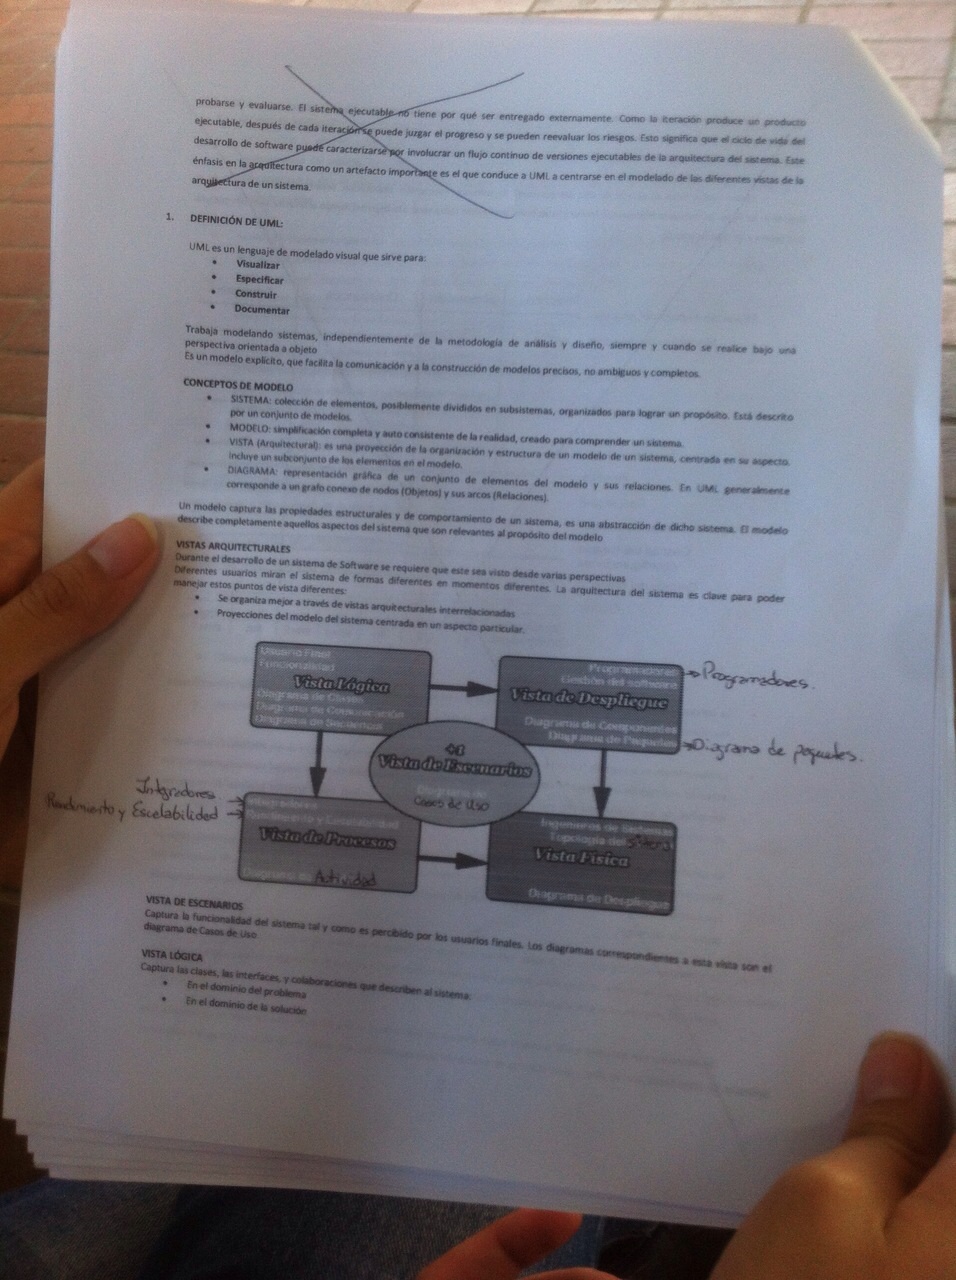 probarse y evaluarse. El sistema ejecutable no tiene por qué ser entregado externamente. Como la iteración produce un producto
ejecutable, después de cada iteración se puede juzgar el progreso y se pueden reevaluar los riesgos. Esto significa que el ciclo de vida del
desarrollo de software puede caracterizarse por involucrar un flujo continuo de versiones ejecutables de la arquitectura del sistema. Este
énfasis en la arquitectura como un artefacto importante es el que conduce a UML a centrarse en el modelado de las diferentes vistas de la
arquitectura de un sistema.
1. DEFINICIÓN DE UML:
UML es un lenguaje de modelado visual que sirve para:
• Visualizar
• Especificar
• Construir
• Documentar
Trabaja modelando sistemas, independientemente de la metodología de análisis y diseño, siempre y cuando se realice bajo una
perspectiva orientada a objeto
Es un modelo explícito, que facilita la comunicación y a la construcción de modelos precisos, no ambiguos y completos.
CONCEPTOS DE MODELO
• SISTEMA: colección de elementos, posiblemente divididos en subsistemas, organizados para lograr un propósito. Está descrito
por un conjunto de modelos.
• MODELO: simplificación completa y auto consistente de la realidad, creado para comprender un sistema.
• VISTA (Arquitectural): es una proyección de la organización y estructura de un modelo de un sistema, centrada en su aspecto.
Incluye un subconjunto de los elementos en el modelo.
• DIAGRAMA: representación gráfica de un conjunto de elementos del modelo y sus relaciones. En UML generalmente
corresponde a un grafo conexo de nodos (Objetos) y sus arcos (Relaciones).
Un modelo captura las propiedades estructurales y de comportamiento de un sistema, es una abstracción de dicho sistema. El modelo
describe completamente aquellos aspectos del sistema que son relevantes al propósito del modelo
VISTAS ARQUITECTURALES
Durante el desarrollo de un sistema de Software se requiere que este sea visto desde varias perspectivas
Diferentes usuarios miran el sistema de formas diferentes en momentos diferentes. La arquitectura del sistema es clave para poder
manejar estos puntos de vista diferentes:
• Se organiza mejor a través de vistas arquitecturales interrelacionadas
• Proyecciones del modelo del sistema centrada en un aspecto particular.
Usuario Final
Funcionalidad
Vista Lógica
Diagrama de Clases
Diagrama de Comunicación
Diagrama de Secuencia
Programadores
Gestión del software
Vista de Despliegue
Diagrama de Componentes
Diagrama de Paquetes
Programadores.
Diagrama de paquetes.
+1
Vista de Escenarios
Diagrama de
Casos de Uso
Integradores
Rendimiento y Escalabilidad
Integradores
Rendimiento y Escalabilidad
Vista de Procesos
Diagrama de Actividad
Ingenieros de Sistemas
Topología del
Vista Física
Diagrama de Despliegue
VISTA DE ESCENARIOS
Captura la funcionalidad del sistema tal y como es percibido por los usuarios finales. Los diagramas correspondientes a esta vista son el
diagrama de Casos de Uso
VISTA LÓGICA
Captura las clases, las interfaces, y colaboraciones que describen al sistema:
• En el dominio del problema
• En el dominio de la solución